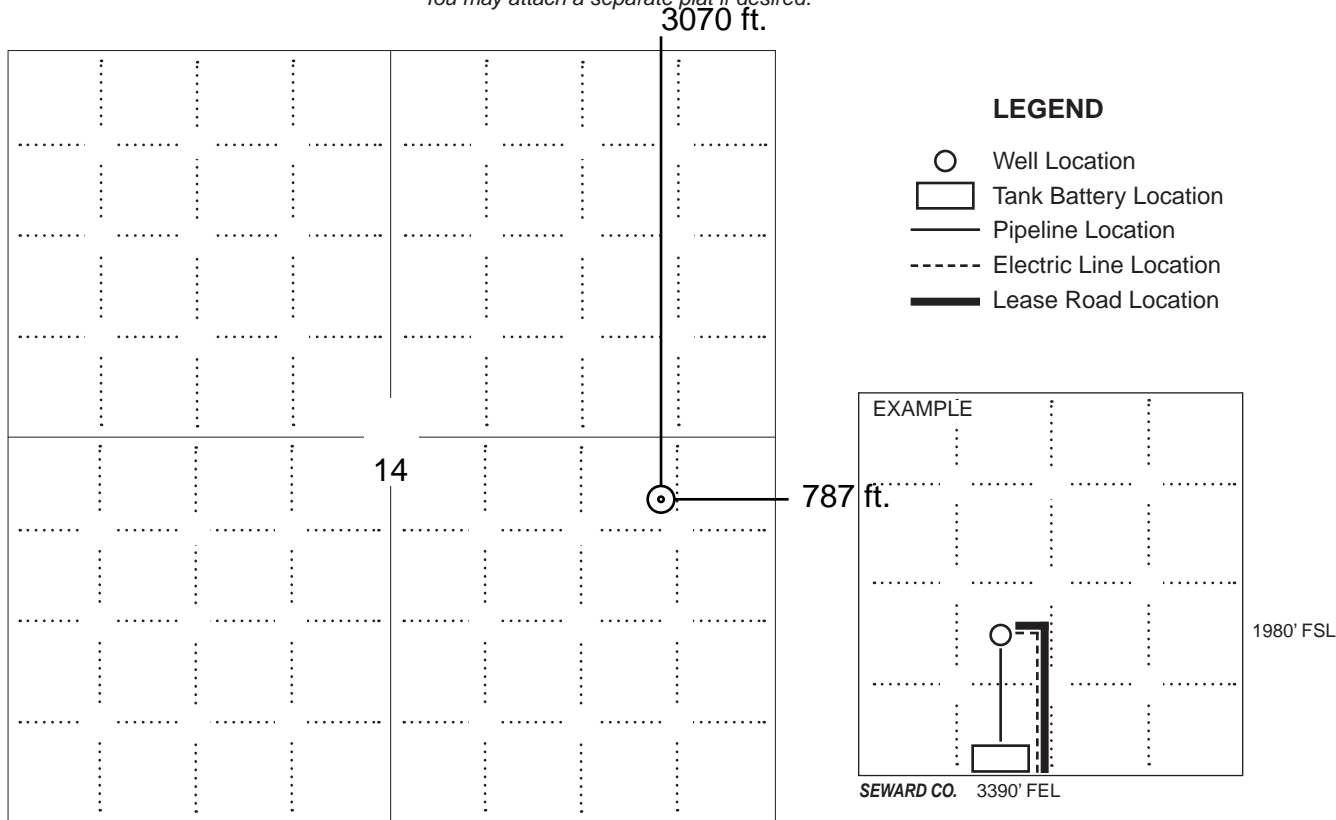 You may attach a separate plat if desired.
3070 ft.
14
787 ft.
LEGEND
Well Location
Tank Battery Location
Pipeline Location
Electric Line Location
Lease Road Location
EXAMPLE
1980' FSL
SEWARD CO. 3390' FEL